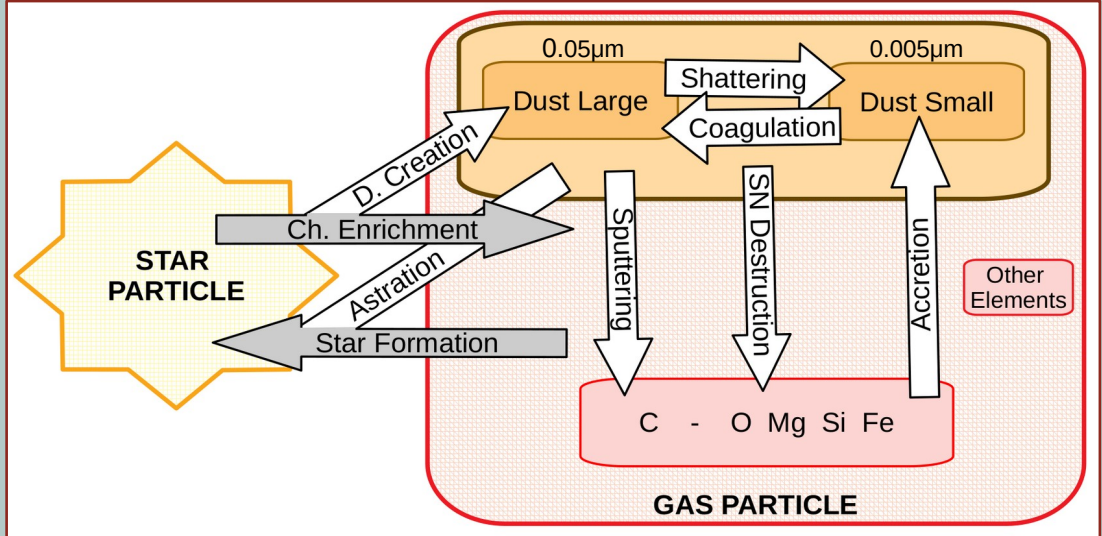 0.05μm
0.005μm
Dust Large
Shattering
Dust Small
Coagulation
D. Creation
Ch. Enrichment
STAR
PARTICLE
Astration
Star Formation
Sputtering
SN Destruction
Accretion
Other
Elements
C - O Mg Si Fe
GAS PARTICLE